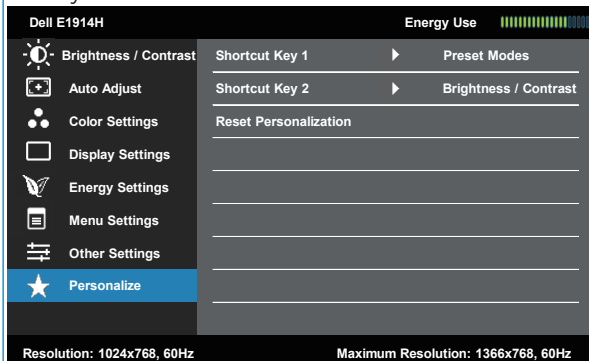 Dell E1914H Energy Use
Brightness / Contrast Shortcut Key 1 Preset Modes
Auto Adjust Shortcut Key 2 Brightness / Contrast
Color Settings Reset Personalization
Display Settings
Energy Settings
Menu Settings
Other Settings
Personalize
Resolution: 1024x768, 60Hz Maximum Resolution: 1366x768, 60Hz